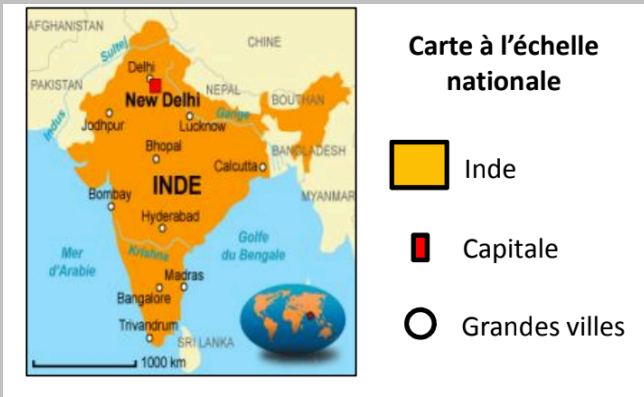 AFGHANISTAN
CHINE
Sutlej
Delhi
PAKISTAN
NEPAL
BOUTHAN
New Delhi
Indus
Gange
Jodhpur
Lucknow
Bhopal
BANGLADESH
Calcutta
INDE
MYANMAR
Bombay
Hyderabad
Golfe
du Bengale
Mer
d'Arabie
Krishna
Madras
Bangalore
Trivandrum
SRI LANKA
1000 km
Carte à l'échelle
nationale
Inde
Capitale
Grandes villes